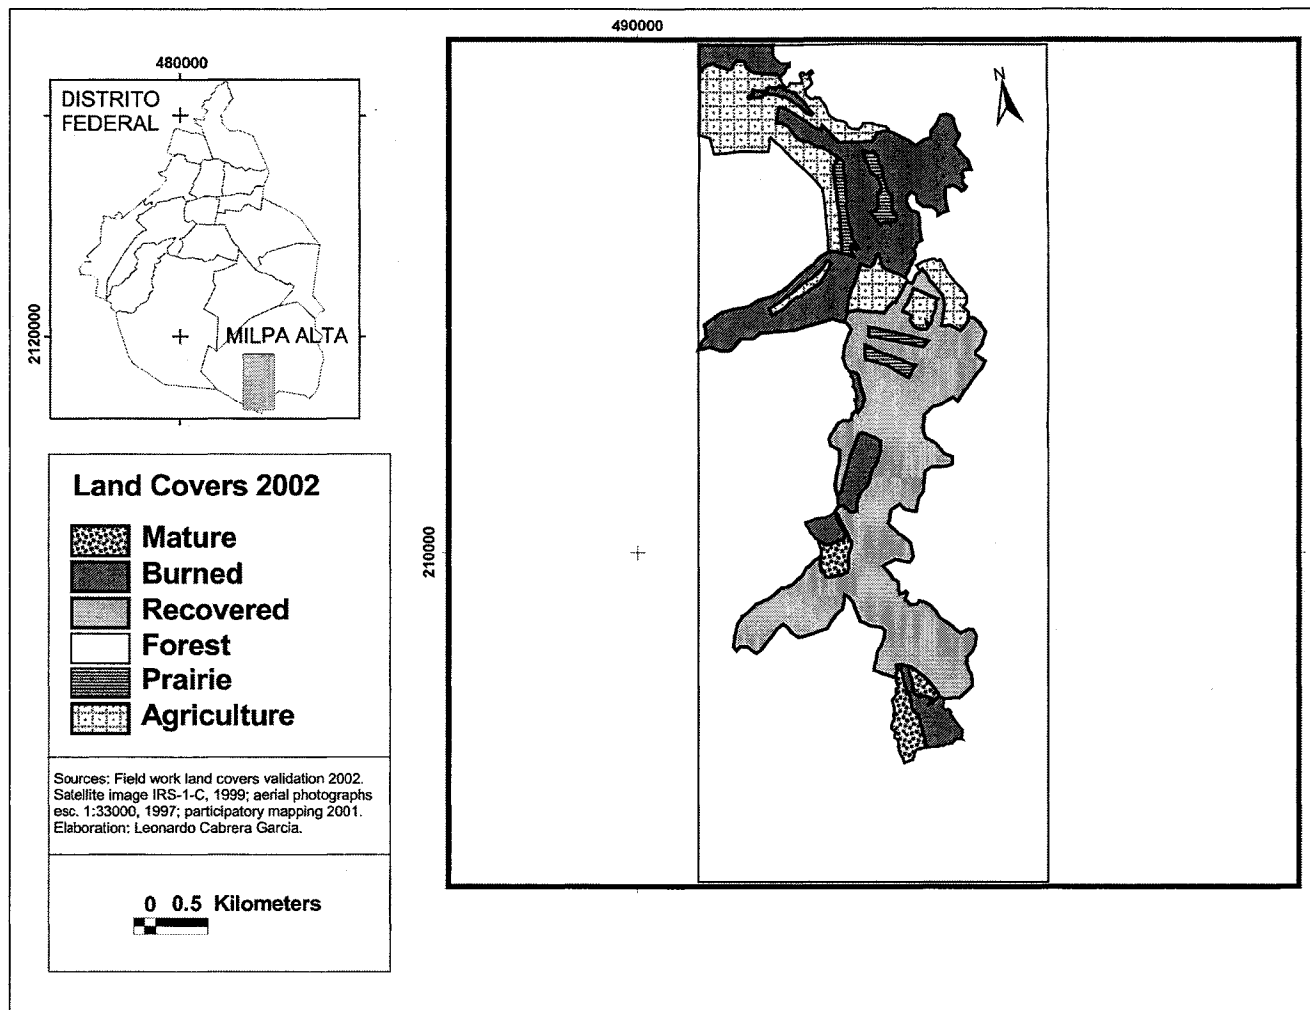 490000
480000
DISTRITO
FEDERAL
N
2120000
MILPA ALTA
Land Covers 2002
Mature
Burned
Recovered
Forest
Prairie
Agriculture
210000
Sources: Field work land covers validation 2002.
Satellite image IRS-1-C, 1999; aerial photographs
esc. 1:33000, 1997; participatory mapping 2001.
Elaboration: Leonardo Cabrera Garcia.
0 0.5 Kilometers